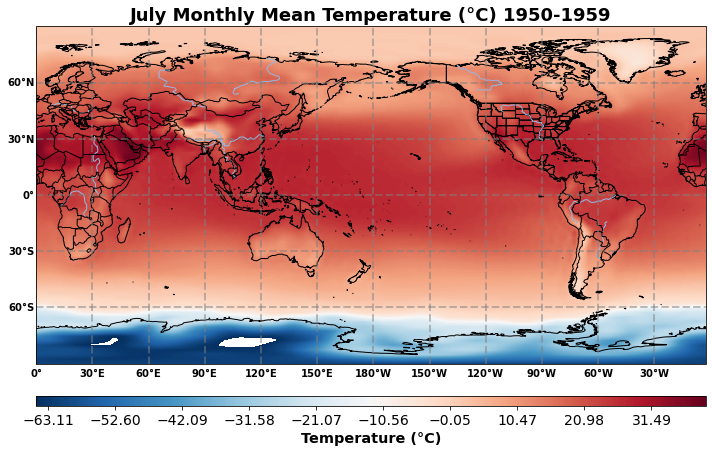 July Monthly Mean Temperature (°C) 1950-1959
60°N
30°N
0°
30°S
60°S
0° 30°E 60°E 90°E 120°E 150°E 180°W 150°W 120°W 90°W 60°W 30°W
−63.11 −52.60 −42.09 −31.58 −21.07 −10.56 −0.05 10.47 20.98 31.49
Temperature (°C)